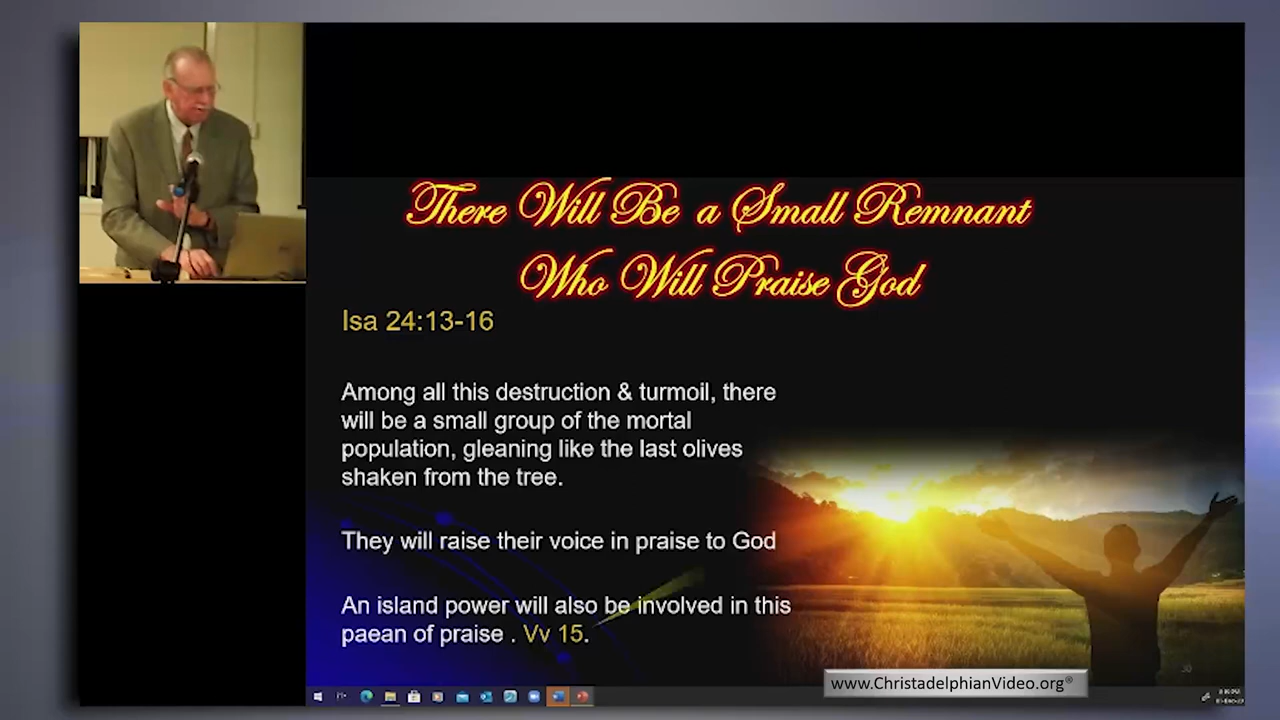 There Will Be a Small Remnant
Who Will Praise God
Isa 24:13-16
Among all this destruction & turmoil, there
will be a small group of the mortal
population, gleaning like the last olives
shaken from the tree.
They will raise their voice in praise to God
An island power will also be involved in this
paean of praise . Vv 15.
www.ChristadelphianVideo.org®